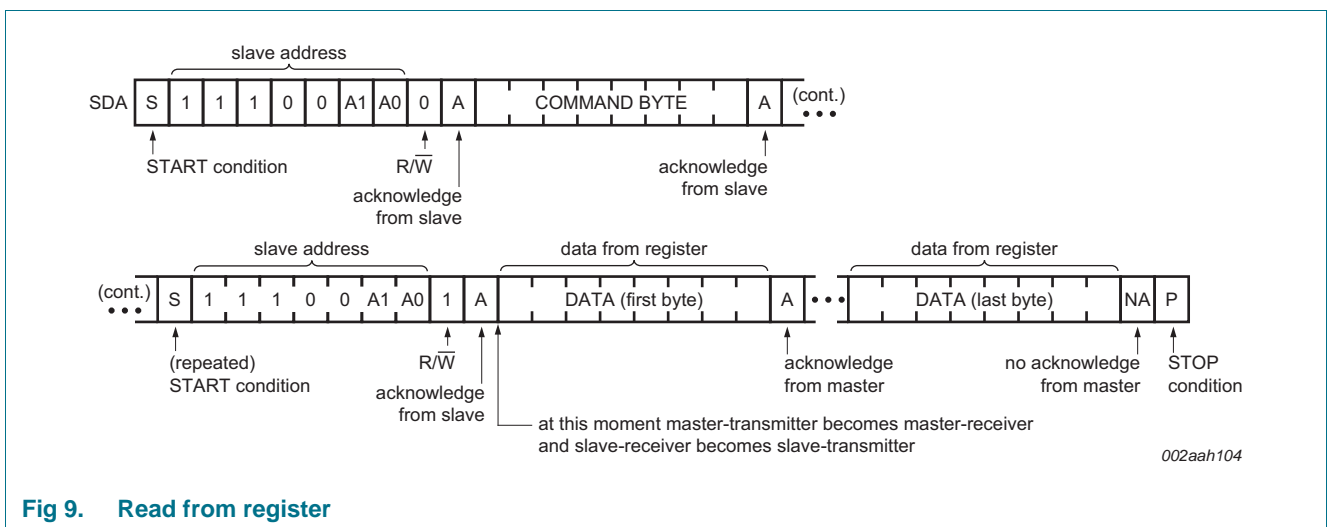 slave address
SDA S 1 1 1 0 0 A1 A0 0 A COMMAND BYTE A (cont.)
START condition R/W̅ acknowledge
acknowledge from slave
from slave
slave address data from register data from register
(cont.) S 1 1 1 0 0 A1 A0 1 A DATA (first byte) A DATA (last byte) NA P
(repeated) R/W̅ acknowledge no acknowledge STOP
START condition acknowledge from master from master condition
from slave
at this moment master-transmitter becomes master-receiver
and slave-receiver becomes slave-transmitter
002aah104
Fig 9. Read from register